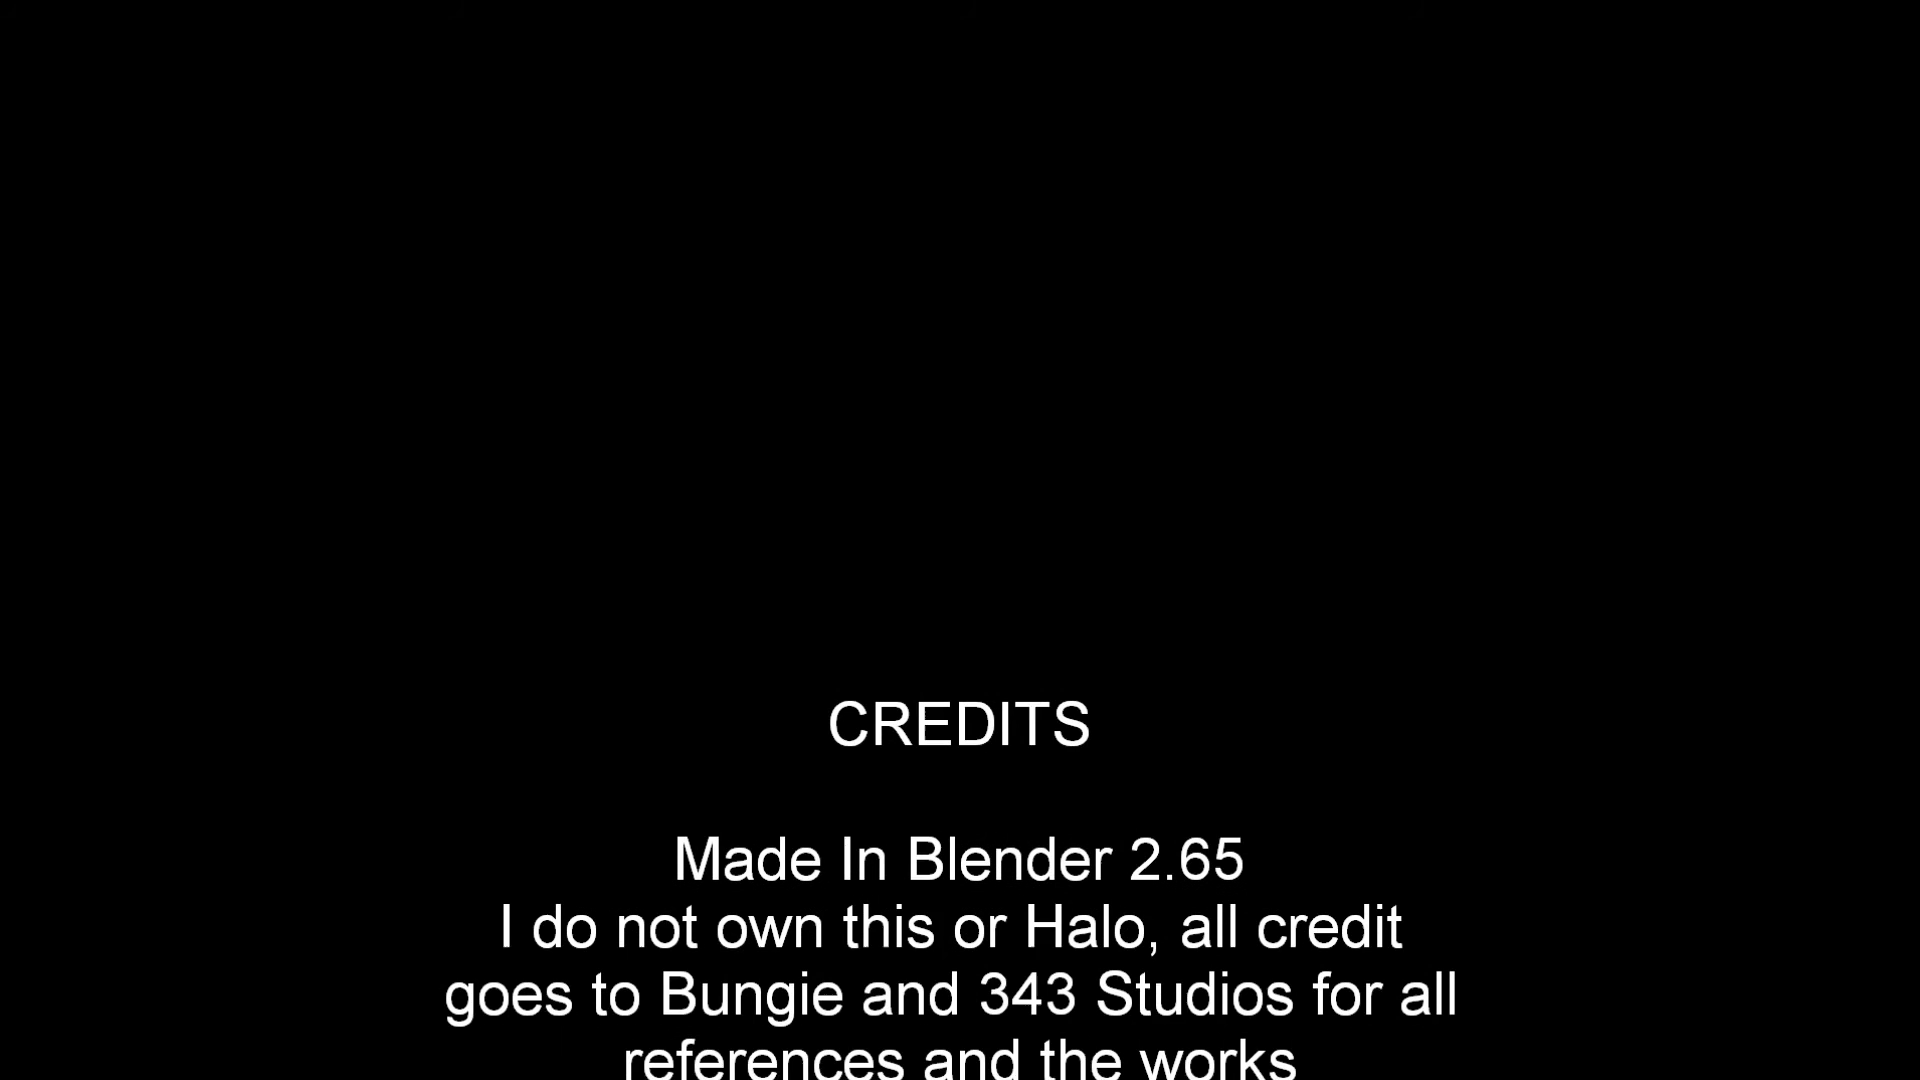 CREDITS
Made In Blender 2.65
I do not own this or Halo, all credit
goes to Bungie and 343 Studios for all
references and the works